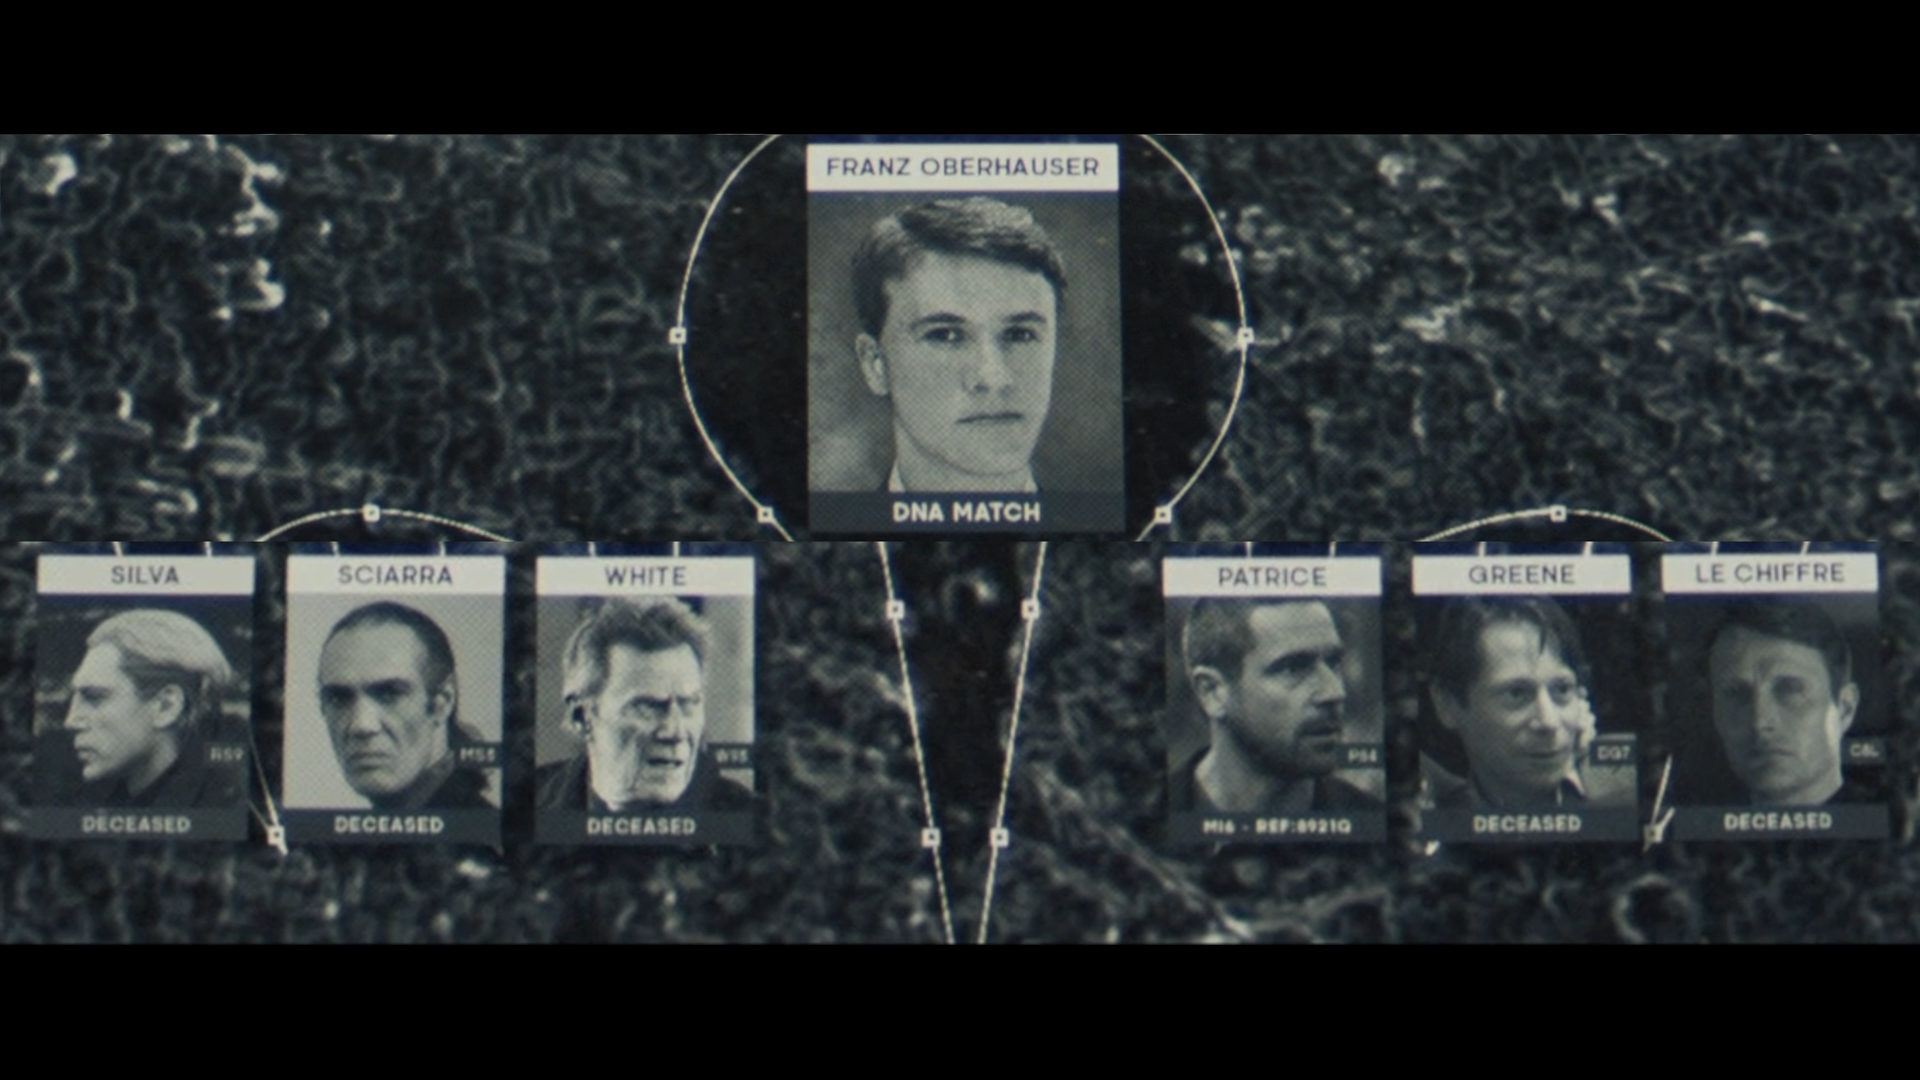 FRANZ OBERHAUSER
DNA MATCH
SILVA
SCIARRA
WHITE
PATRICE
GREENE
LE CHIFFRE
DG7
DECEASED
DECEASED
DECEASED
MI6 - REF:8921Q
DECEASED
DECEASED